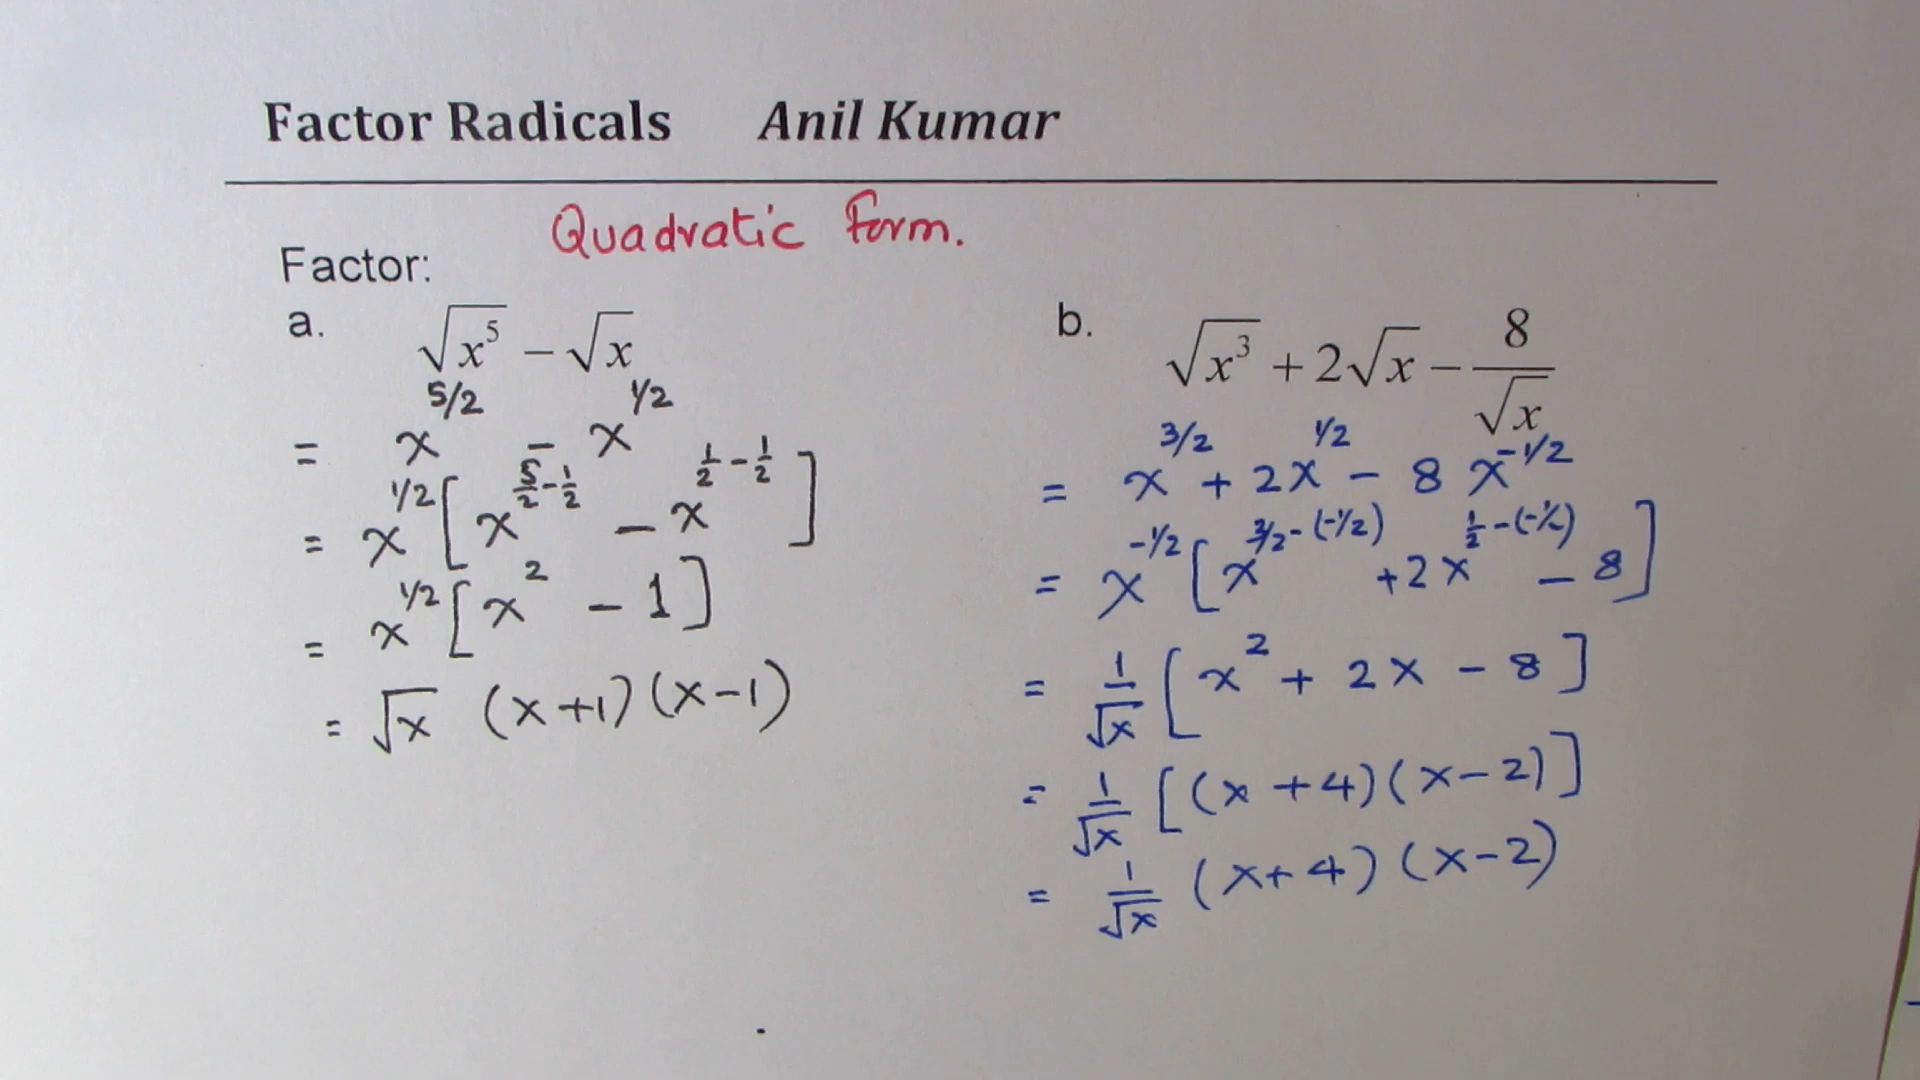 Factor Radicals Anil Kumar
Quadratic Form.
Factor:
a. √x⁵ − √x
= x^5/2 − x^1/2
= x^1/2 [x^(5/2 − 1/2) − x^(1/2 − 1/2)]
= x^1/2 [x² − 1]
= √x (x+1)(x−1)
b. √x³ + 2√x − 8/√x
= x^3/2 + 2x^1/2 − 8x^−1/2
= x^−1/2 [x^(3/2−(−1/2)) + 2x^(1/2−(−1/2)) − 8]
= 1/√x [x² + 2x − 8]
= 1/√x [(x+4)(x−2)]
= 1/√x (x+4)(x−2)